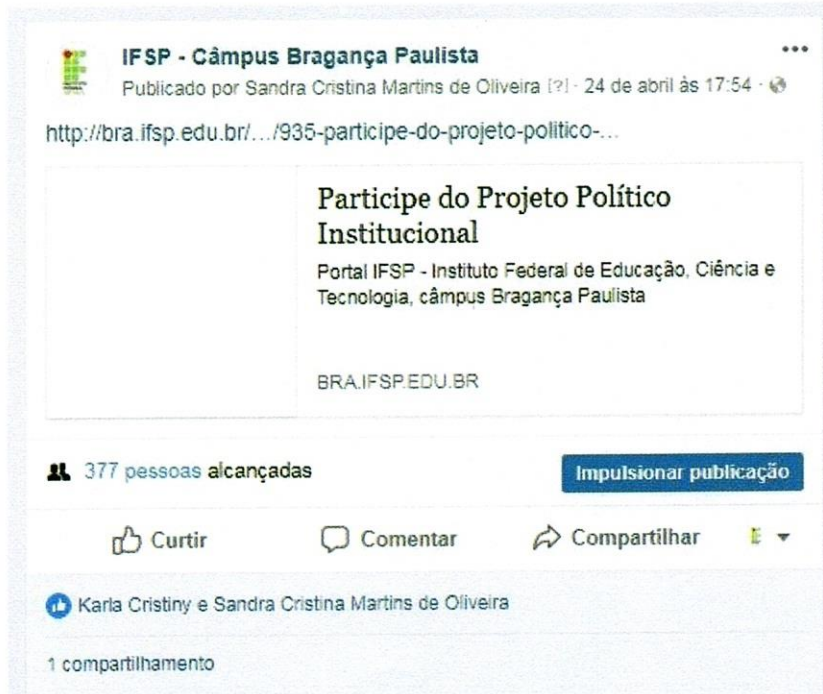 IFSP - Câmpus Bragança Paulista
Publicado por Sandra Cristina Martins de Oliveira [?] · 24 de abril às 17:54 ·
http://bra.ifsp.edu.br/.../935-participe-do-projeto-politico-...
Participe do Projeto Político
Institucional
Portal IFSP - Instituto Federal de Educação, Ciência e
Tecnologia, câmpus Bragança Paulista
BRA.IFSP.EDU.BR
377 pessoas alcançadas
Impulsionar publicação
Curtir Comentar Compartilhar
Karla Cristiny e Sandra Cristina Martins de Oliveira
1 compartilhamento